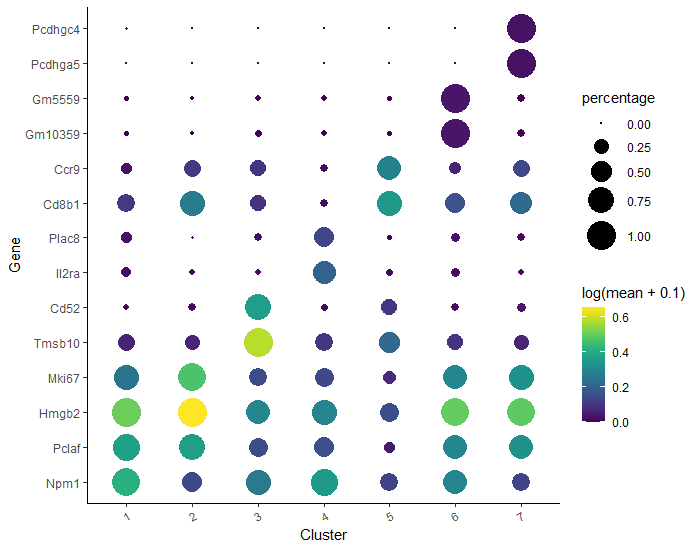 Gene
Pcdhgc4
Pcdhga5
Gm5559
Gm10359
Ccr9
Cd8b1
Plac8
Il2ra
Cd52
Tmsb10
Mki67
Hmgb2
Pclaf
Npm1
1 2 3 4 5 6 7
Cluster
percentage
0.00
0.25
0.50
0.75
1.00
log(mean + 0.1)
0.6
0.4
0.2
0.0